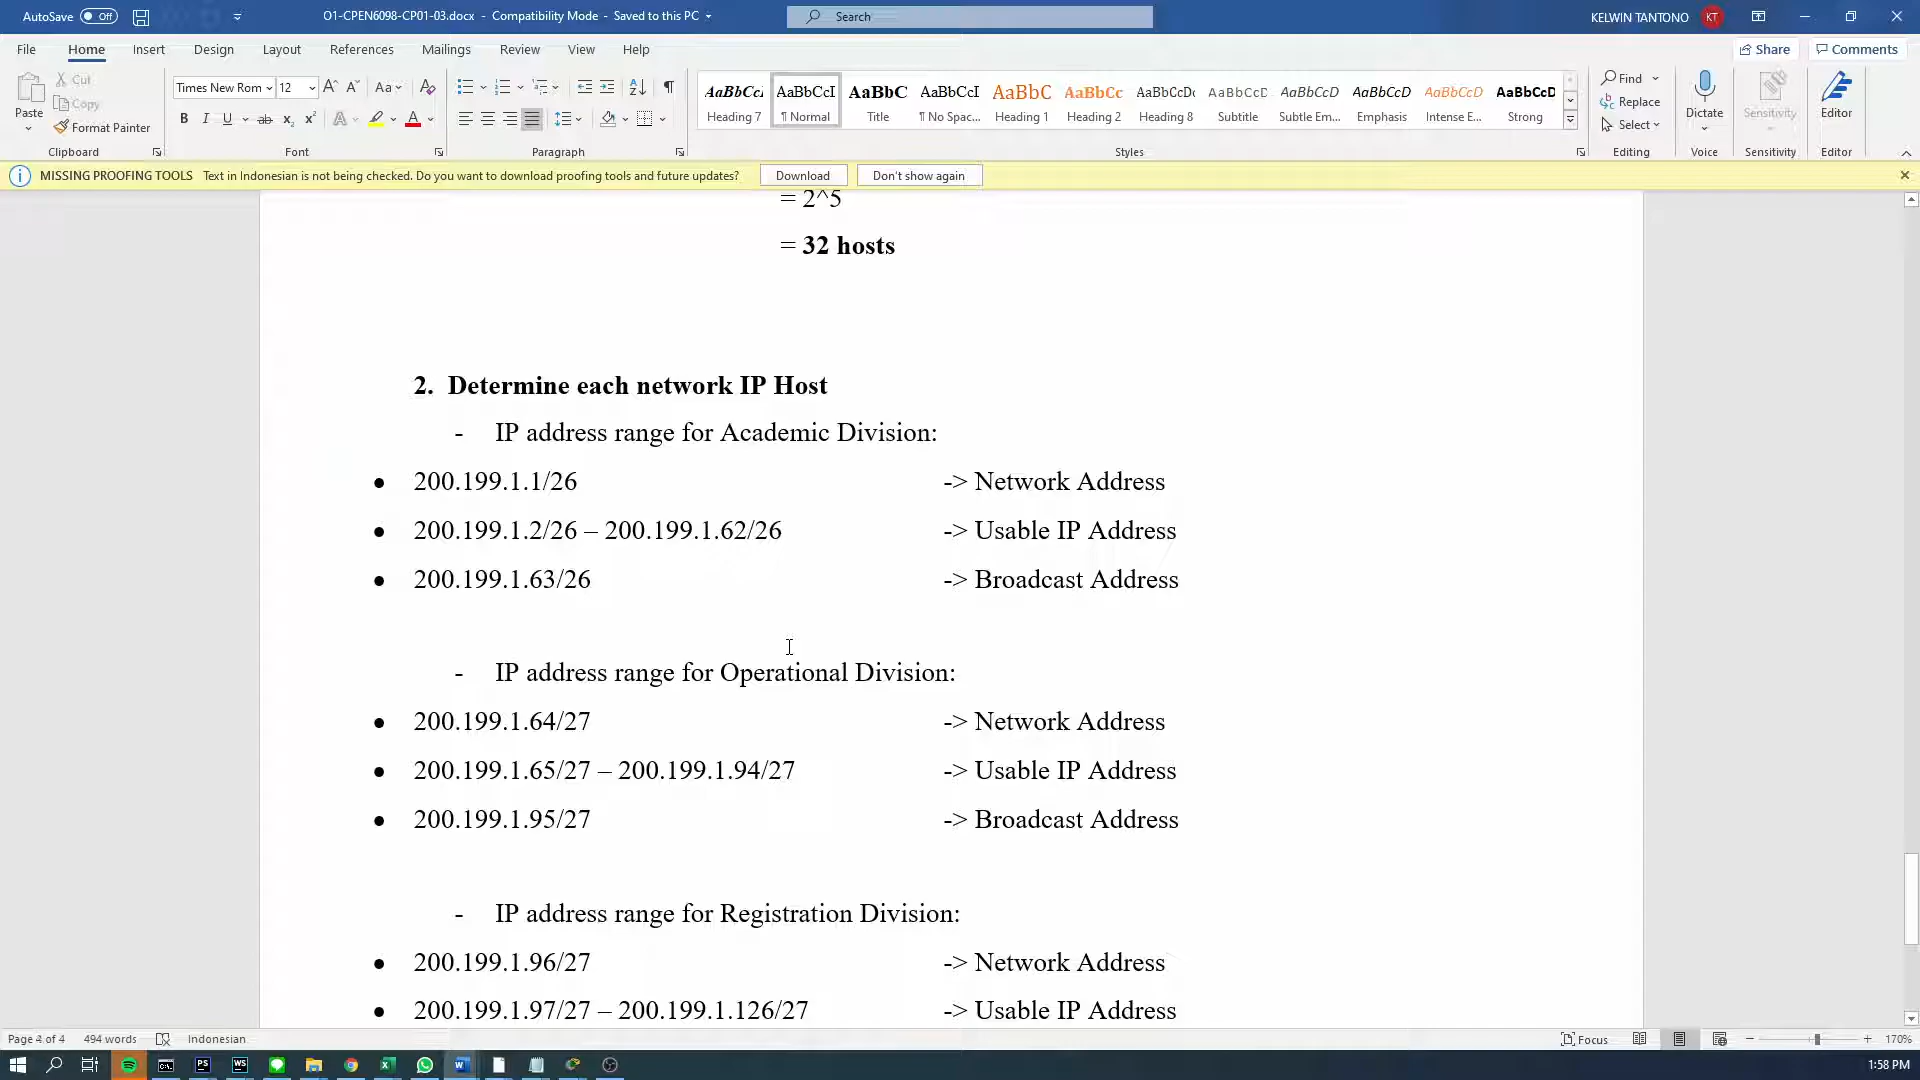 AutoSave Off O1-CPEN6098-CP01-03.docx - Compatibility Mode - Saved to this PC Search KELWIN TANTONO KT
File Home Insert Design Layout References Mailings Review View Help Share Comments
Paste Cut Copy Format Painter Clipboard
Times New Rom 12 Font
Paragraph
AaBbCcI AaBbCcI AaBbC AaBbCcI AaBbC AaBbCc AaBbCcDc AaBbCcD AaBbCcD AaBbCcD AaBbCcD AaBbCcD
Heading 7 ¶ Normal Title ¶ No Spac... Heading 1 Heading 2 Heading 8 Subtitle Subtle Em... Emphasis Intense E... Strong
Styles
Find Replace Select Editing
Dictate Voice
Sensitivity Sensitivity
Editor Editor
MISSING PROOFING TOOLS Text in Indonesian is not being checked. Do you want to download proofing tools and future updates? Download Don't show again
= 2^5
= 32 hosts
2. Determine each network IP Host
- IP address range for Academic Division:
• 200.199.1.1/26 -> Network Address
• 200.199.1.2/26 – 200.199.1.62/26 -> Usable IP Address
• 200.199.1.63/26 -> Broadcast Address
- IP address range for Operational Division:
• 200.199.1.64/27 -> Network Address
• 200.199.1.65/27 – 200.199.1.94/27 -> Usable IP Address
• 200.199.1.95/27 -> Broadcast Address
- IP address range for Registration Division:
• 200.199.1.96/27 -> Network Address
• 200.199.1.97/27 – 200.199.1.126/27 -> Usable IP Address
Page 4 of 4 494 words Indonesian Focus 170%
1:58 PM